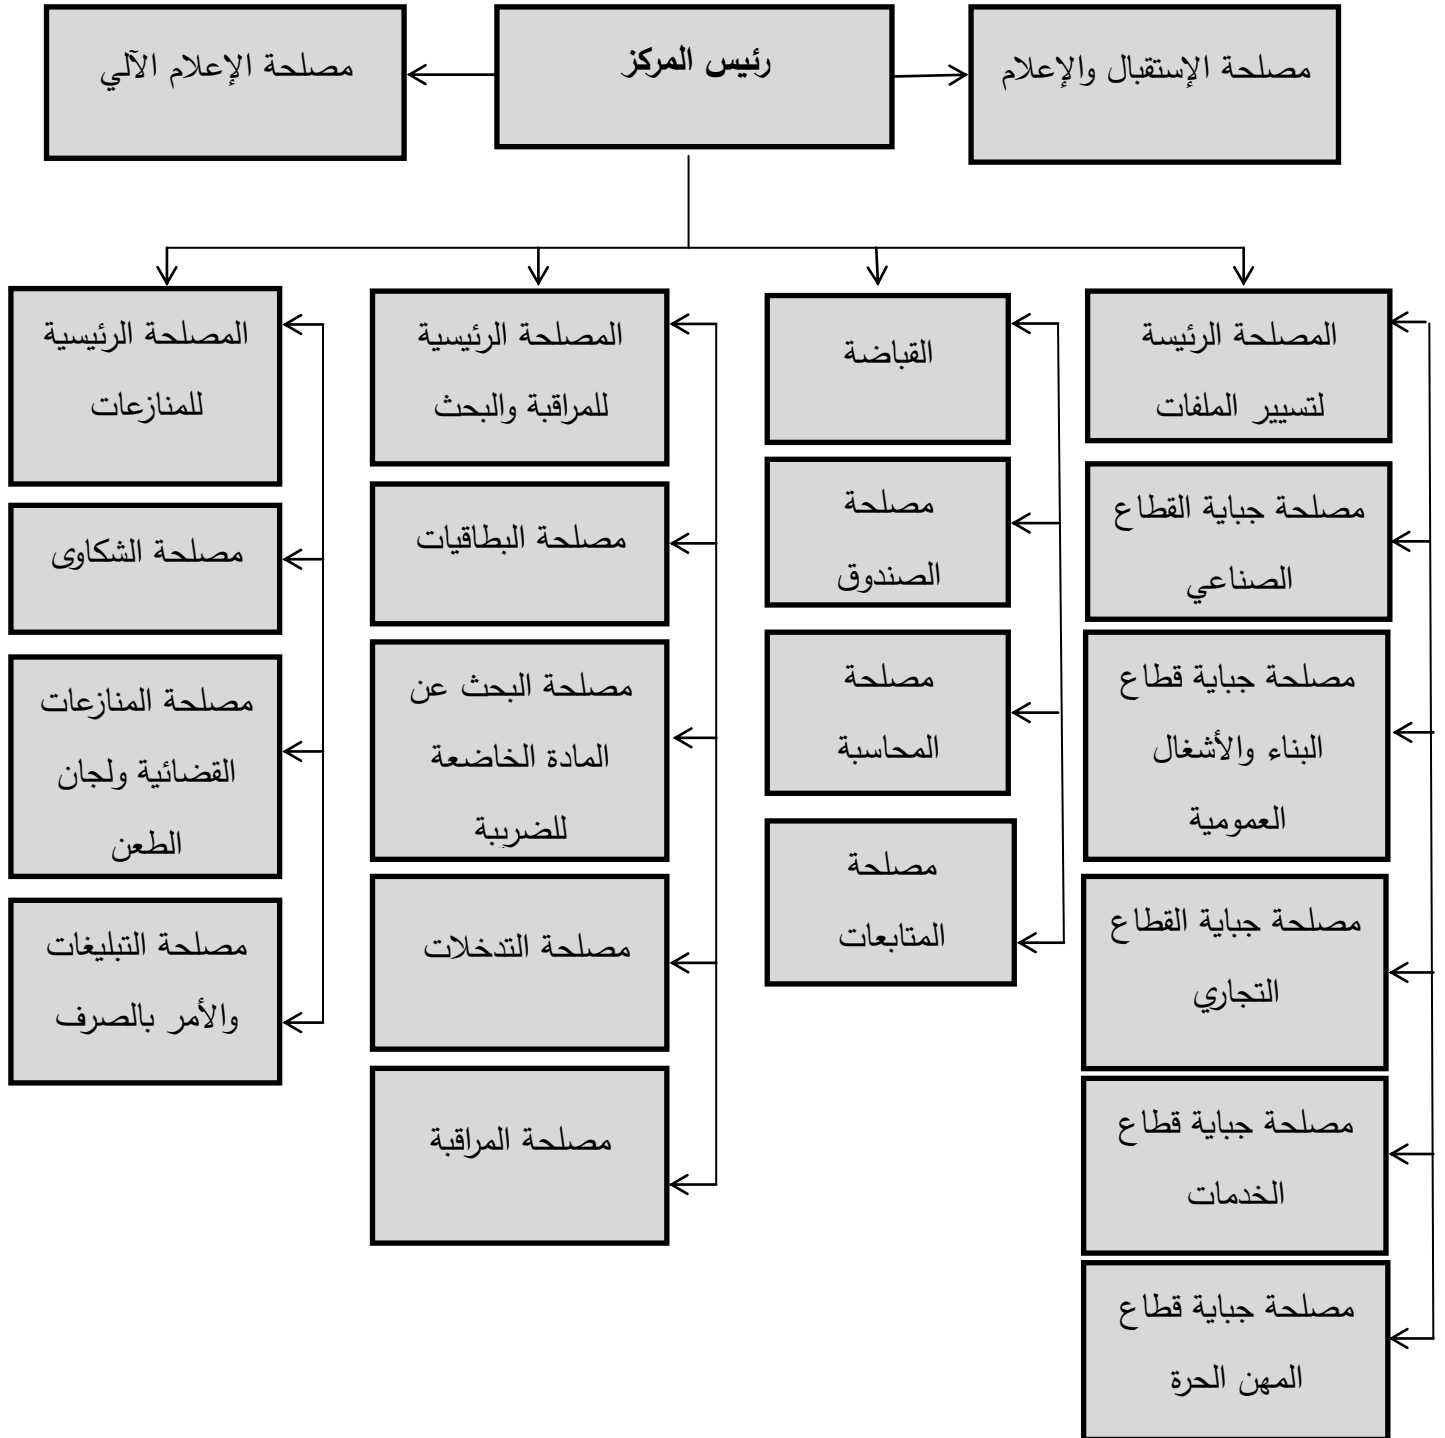 مصلحة الإستقبال والإعلام
رئيس المركز
مصلحة الإعلام الآلي
المصلحة الرئيسة
لتسيير الملفات
مصلحة جباية القطاع
الصناعي
مصلحة جباية قطاع
البناء والأشغال
العمومية
مصلحة جباية القطاع
التجاري
مصلحة جباية قطاع
الخدمات
مصلحة جباية قطاع
المهن الحرة
القباضة
مصلحة
الصندوق
مصلحة
المحاسبة
مصلحة
المتابعات
المصلحة الرئيسية
للمراقبة والبحث
مصلحة البطاقيات
مصلحة البحث عن
المادة الخاضعة
للضريبة
مصلحة التدخلات
مصلحة المراقبة
المصلحة الرئيسية
للمنازعات
مصلحة الشكاوى
مصلحة المنازعات
القضائية ولجان
الطعن
مصلحة التبليغات
والأمر بالصرف